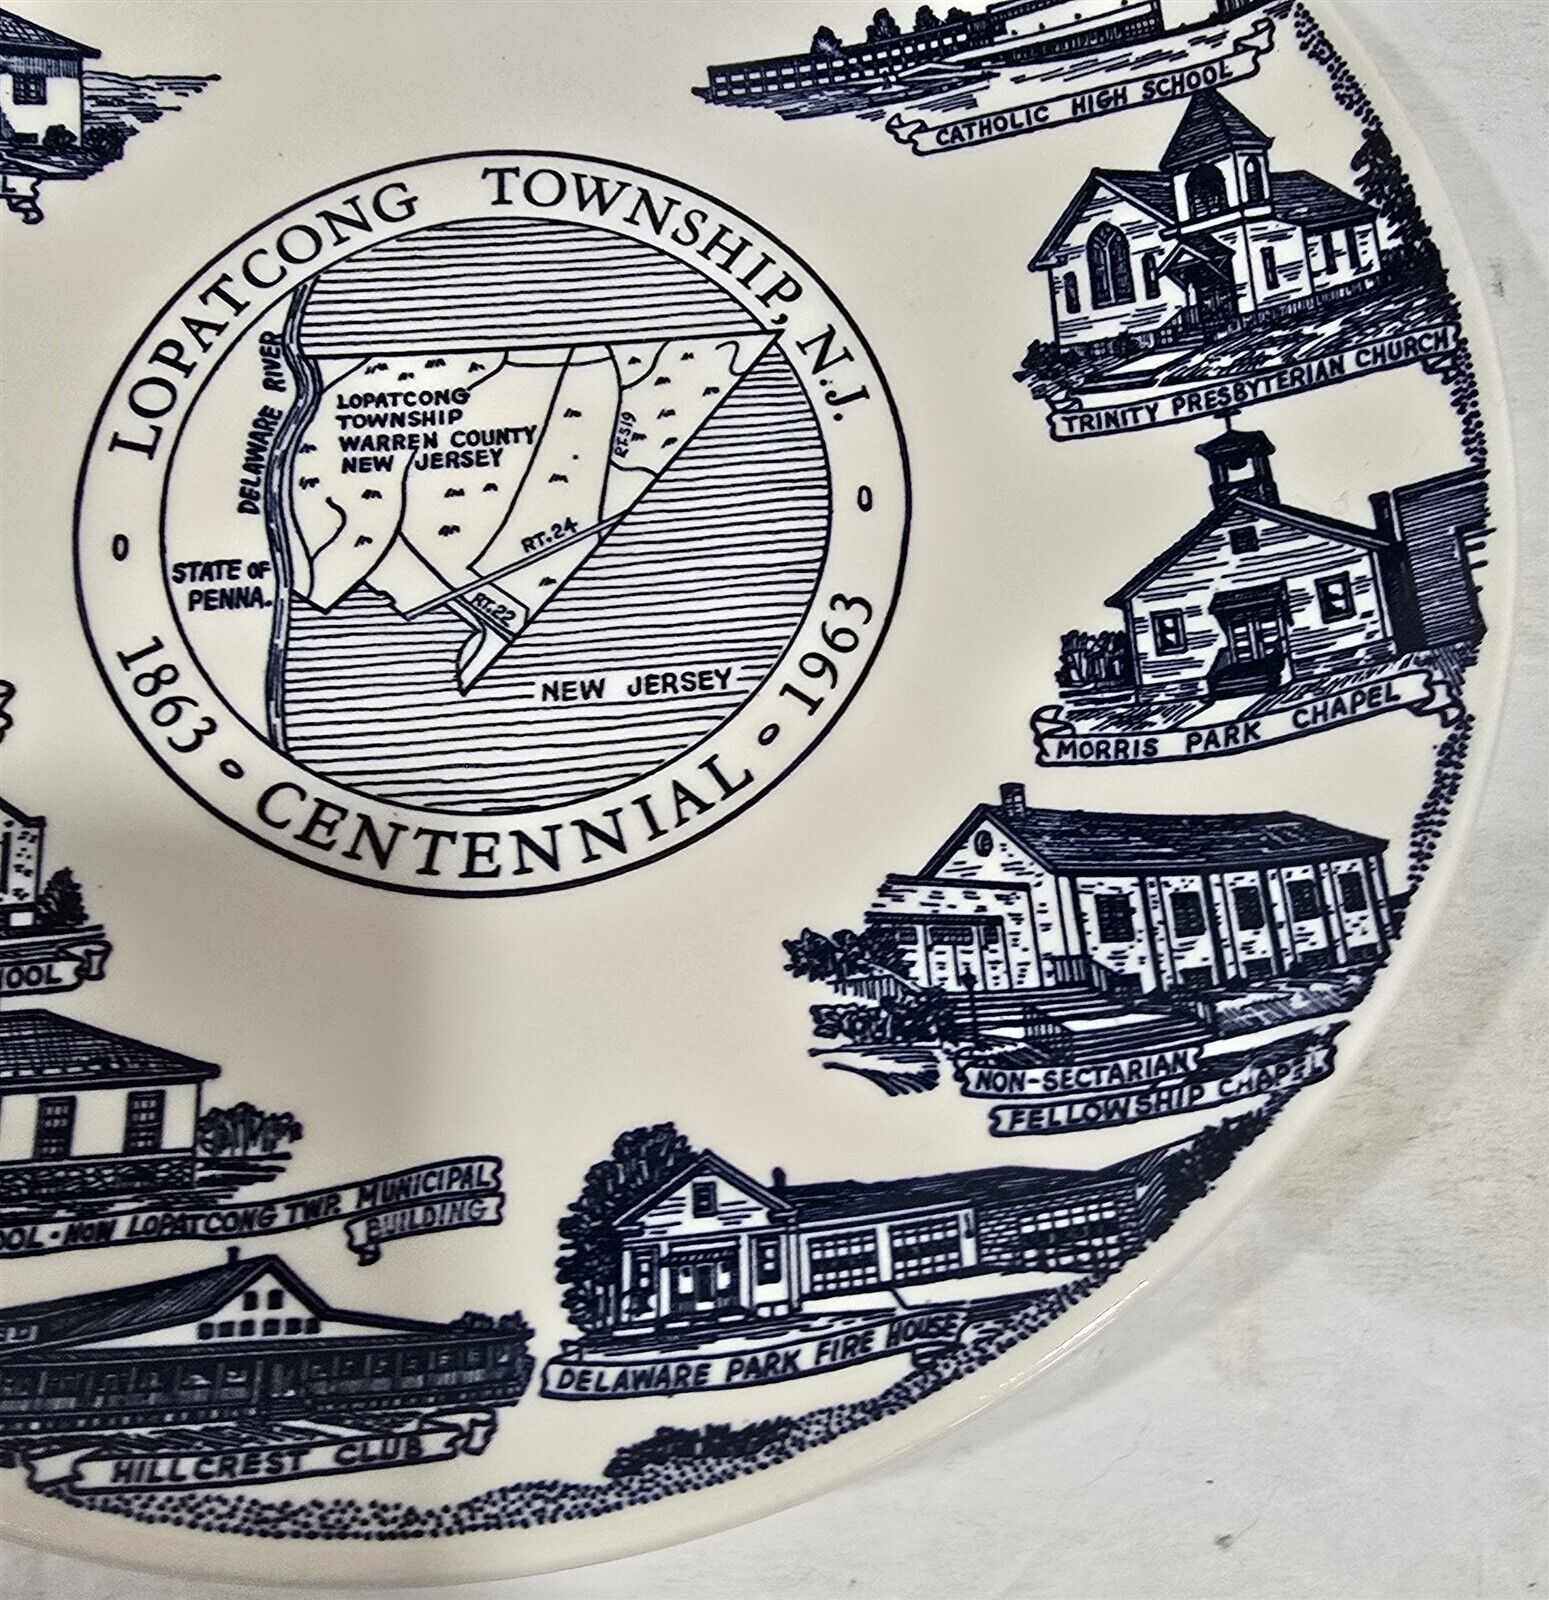 CATHOLIC HIGH SCHOOL
LOPATCONG TOWNSHIP, N.J.
1863 • CENTENNIAL • 1963
DELAWARE RIVER
LOPATCONG
TOWNSHIP
WARREN COUNTY
NEW JERSEY
RT. 519
RT. 24
RT. 22
STATE OF
PENNA.
NEW JERSEY
TRINITY PRESBYTERIAN CHURCH
MORRIS PARK CHAPEL
NON-SECTARIAN
FELLOWSHIP CHAPEL
OOL
OOL - NOW LOPATCONG TWP. MUNICIPAL
BUILDING
DELAWARE PARK FIRE HOUSE
HILLCREST CLUB